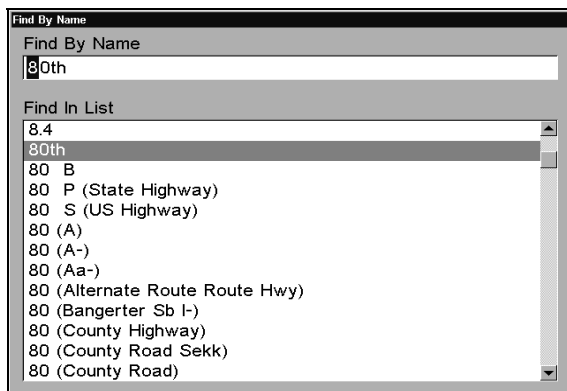 Find By Name
Find By Name
80th
Find In List
8.4
80th
80 B
80 P (State Highway)
80 S (US Highway)
80 (A)
80 (A-)
80 (Aa-)
80 (Alternate Route Route Hwy)
80 (Bangerter Sb I-)
80 (County Highway)
80 (County Road Sekk)
80 (County Road)